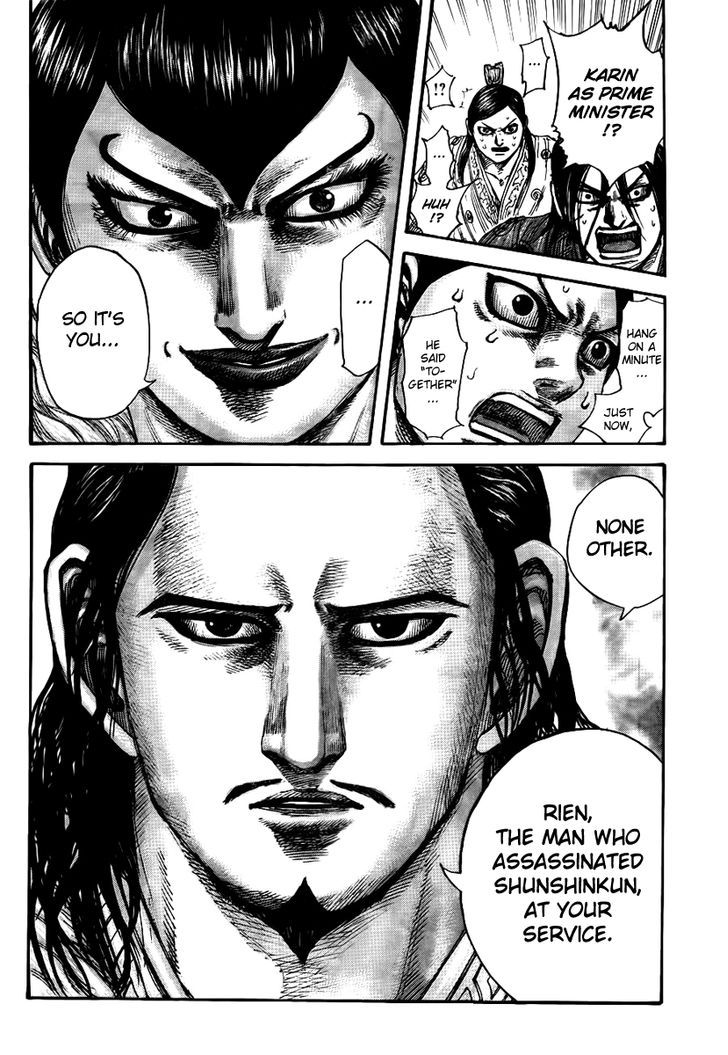 KARIN
AS PRIME
MINISTER
!?
...
!?
...
HUH
!?
HANG
ON A
MINUTE
...
JUST
NOW,
HE
SAID
"TO-
GETHER"
...
...
SO IT'S
YOU...
NONE
OTHER.
RIEN,
THE MAN WHO
ASSASSINATED
SHUNSHINKUN,
AT YOUR
SERVICE.